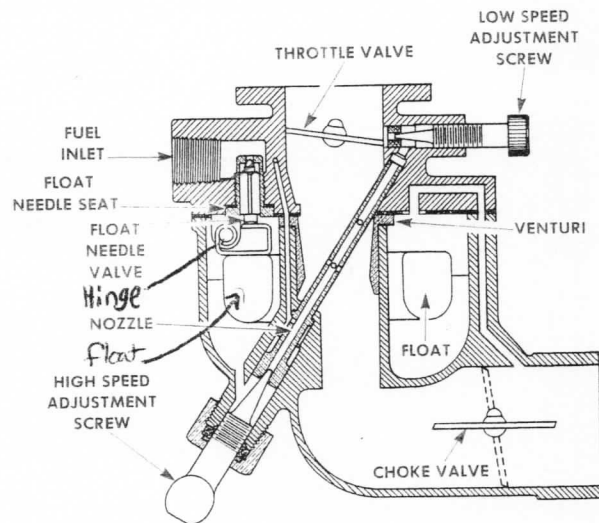 LOW SPEED
ADJUSTMENT
SCREW
THROTTLE VALVE
FUEL
INLET
FLOAT
NEEDLE SEAT
FLOAT
NEEDLE
VALVE
Hinge
NOZZLE
float
HIGH SPEED
ADJUSTMENT
SCREW
VENTURI
FLOAT
CHOKE VALVE